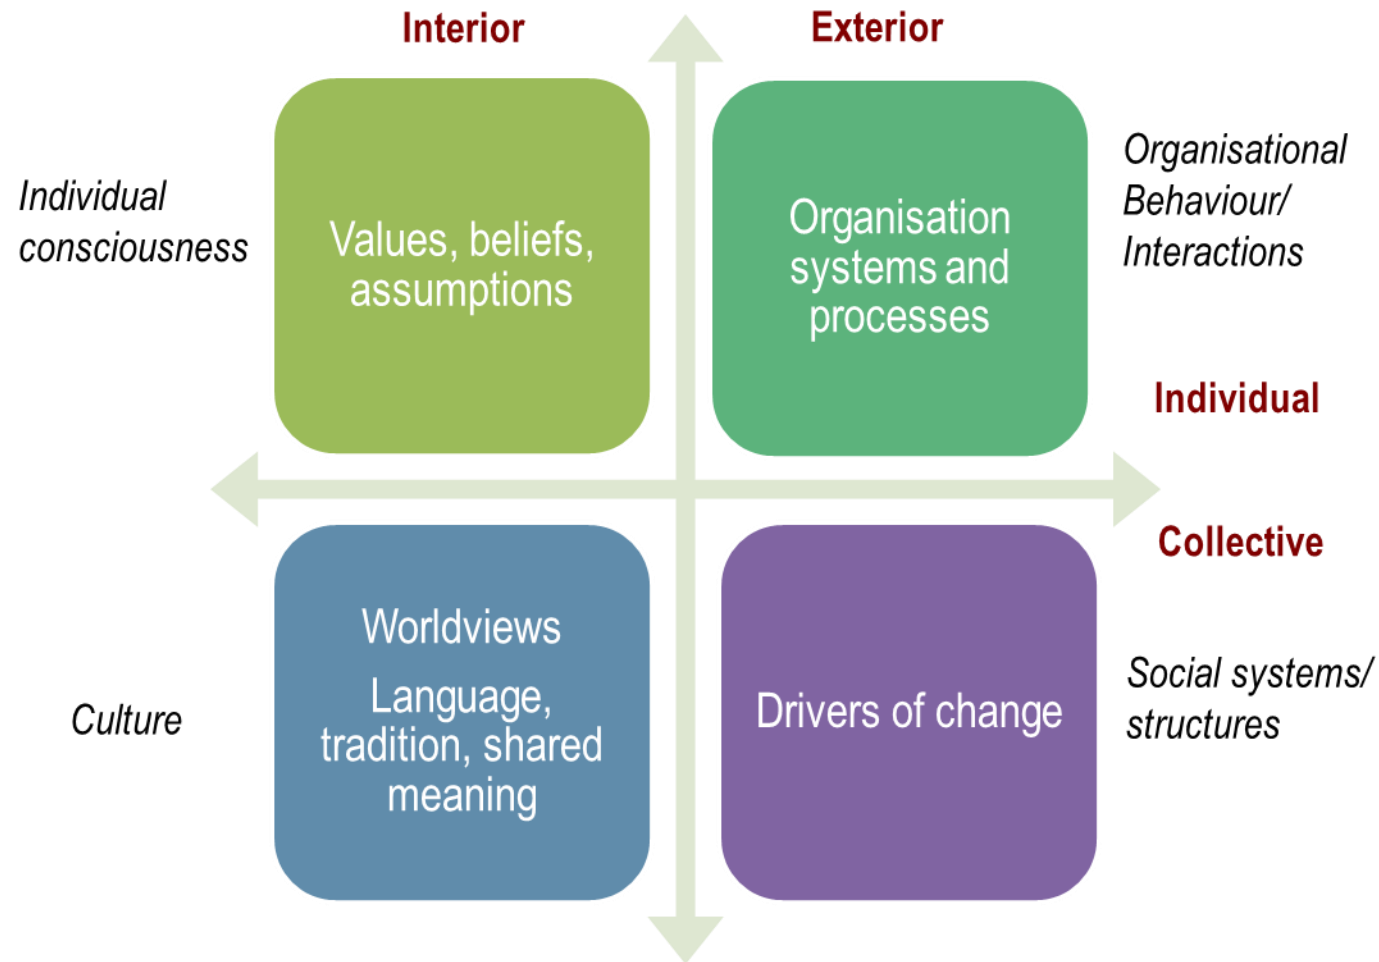 Interior
Exterior
Individual
consciousness
Values, beliefs,
assumptions
Organisation
systems and
processes
Organisational
Behaviour/
Interactions
Individual
Collective
Culture
Worldviews
Language,
tradition, shared
meaning
Drivers of change
Social systems/
structures